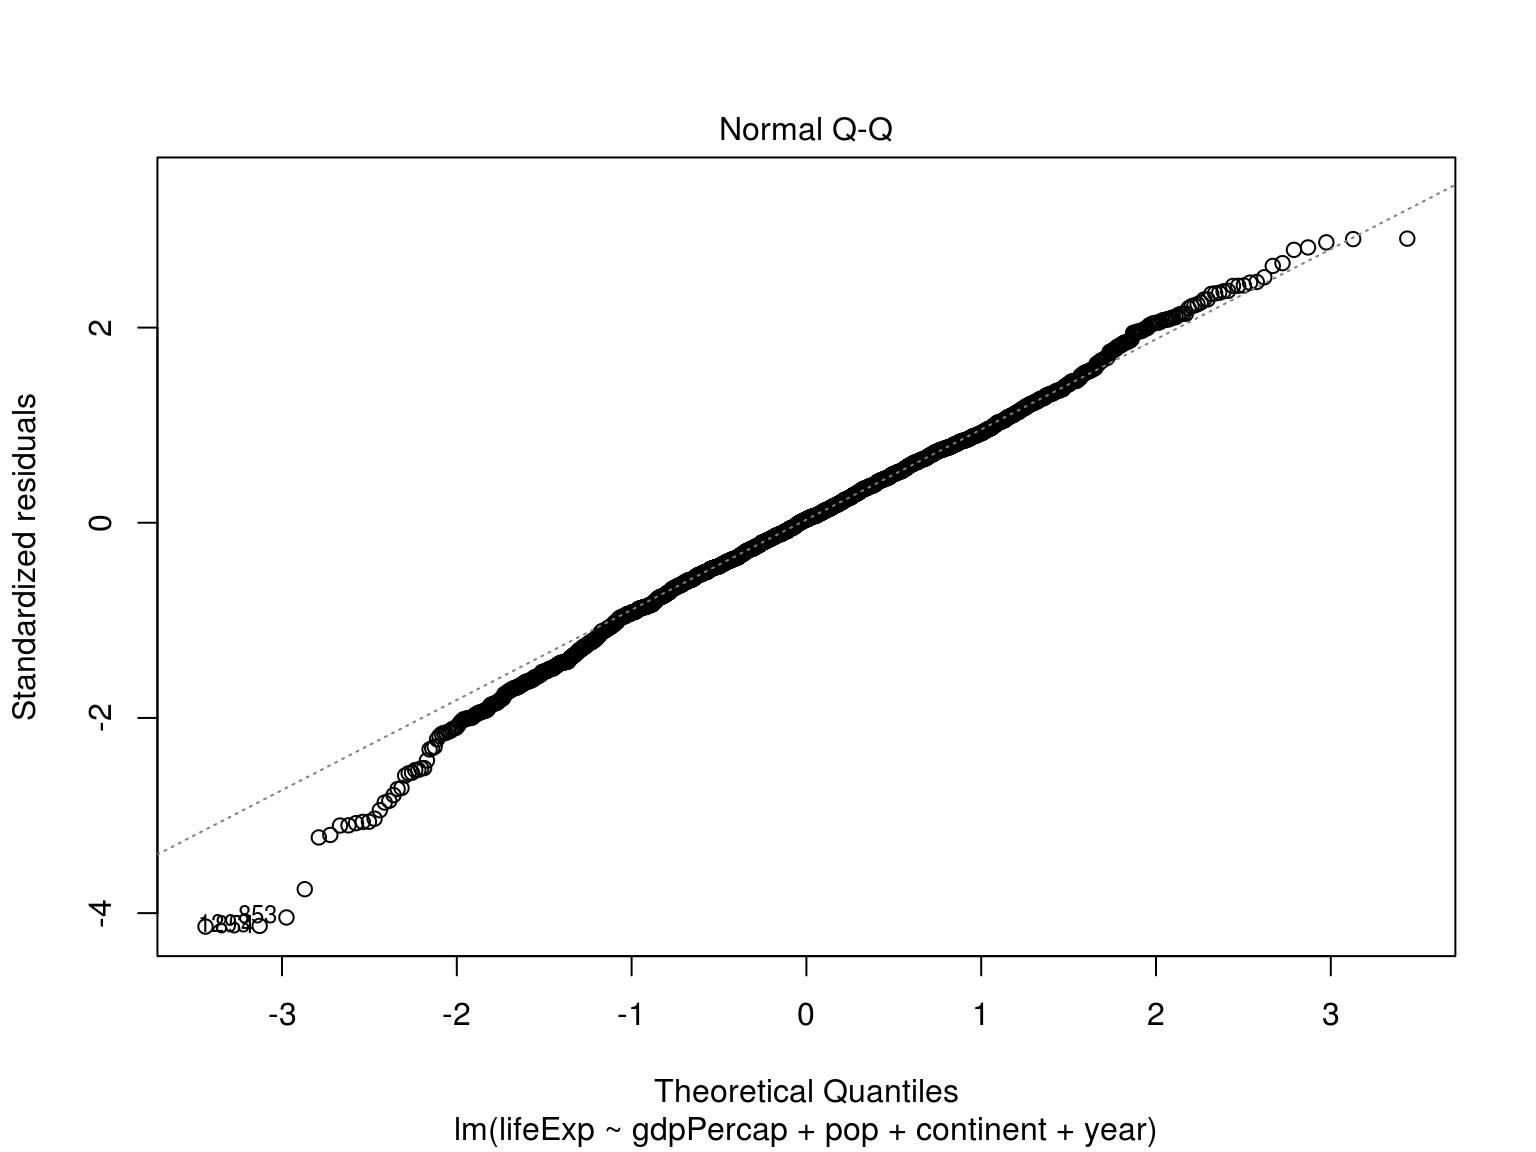 Normal Q-Q
Standardized residuals
2
0
-2
-4
853
-3 -2 -1 0 1 2 3
Theoretical Quantiles
lm(lifeExp ~ gdpPercap + pop + continent + year)